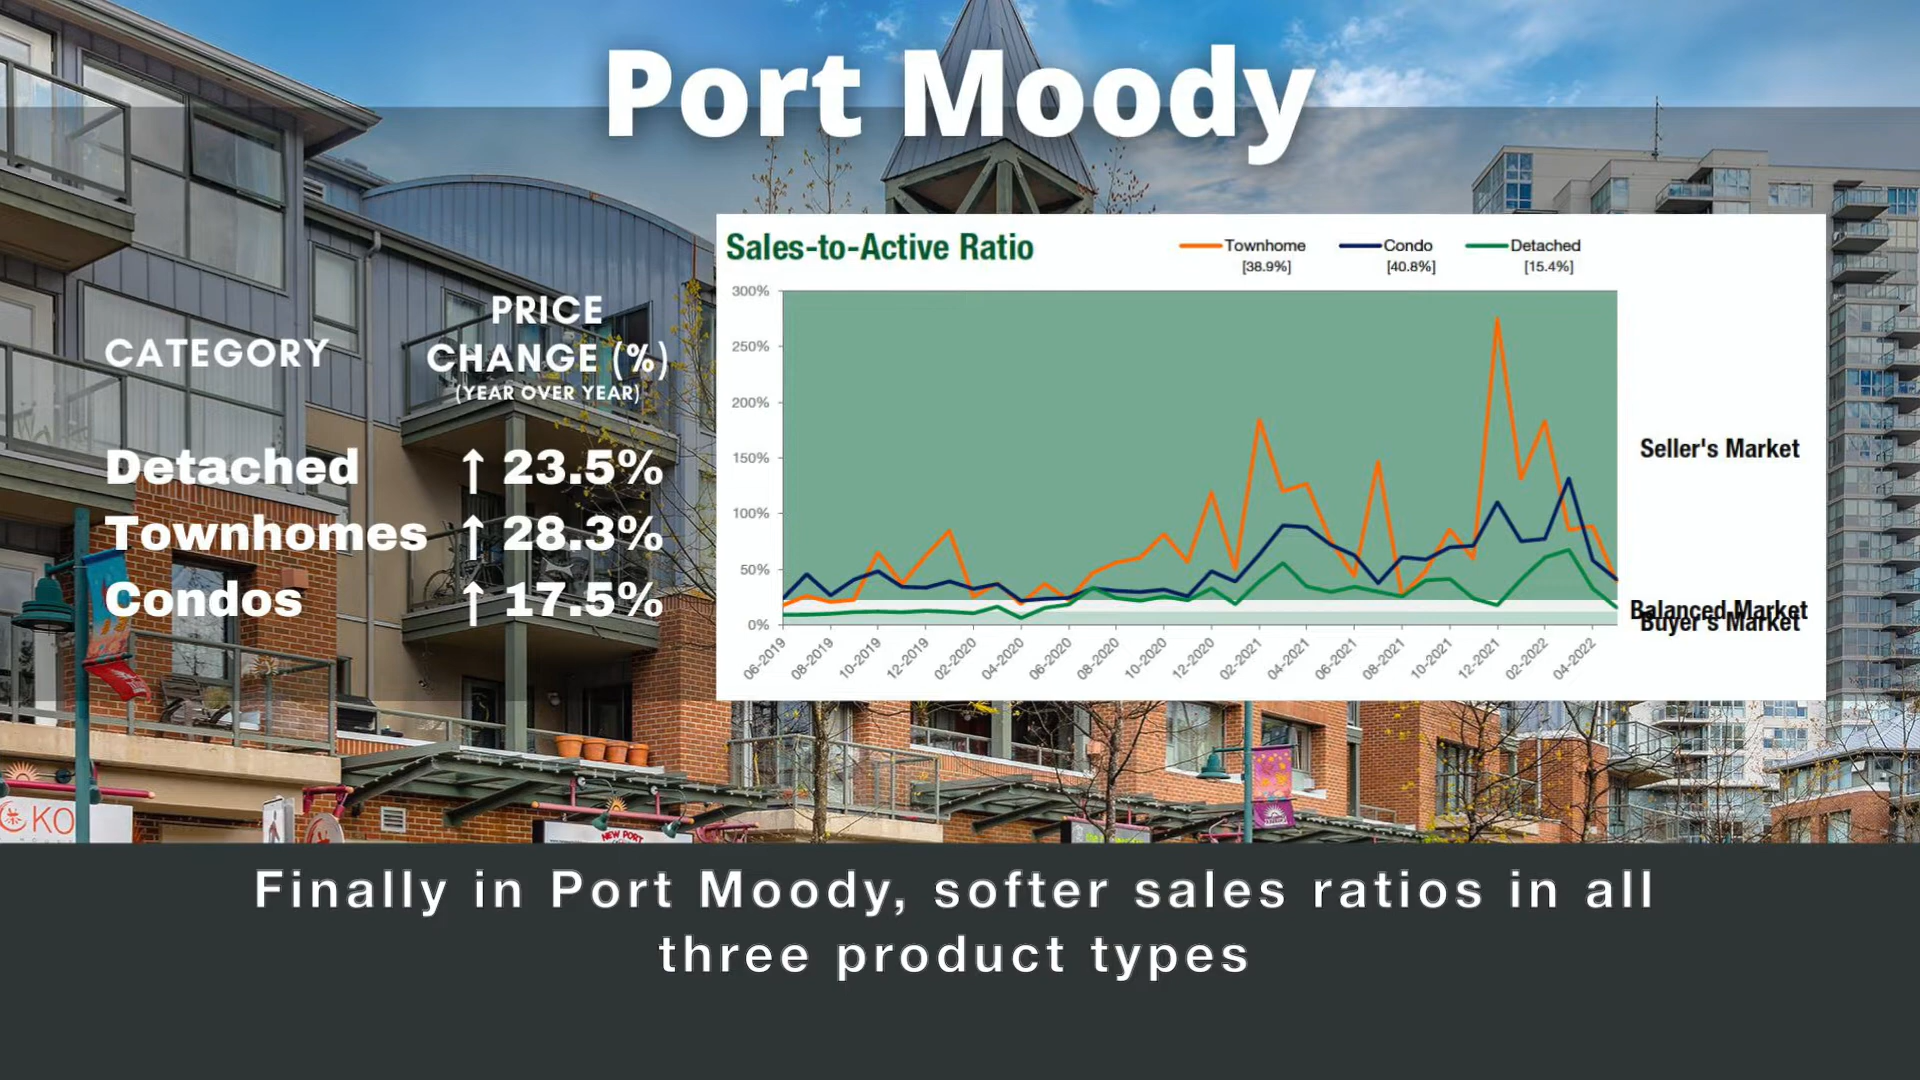 Port Moody
CATEGORY
PRICE
CHANGE (%)
(YEAR OVER YEAR)
Detached ↑ 23.5%
Townhomes ↑ 28.3%
Condos ↑ 17.5%
Sales-to-Active Ratio
Townhome
[38.9%]
Condo
[40.8%]
Detached
[15.4%]
300%
250%
200%
150%
100%
50%
0%
06-2019
08-2019
10-2019
12-2019
02-2020
04-2020
06-2020
08-2020
10-2020
12-2020
02-2021
04-2021
06-2021
08-2021
10-2021
12-2021
02-2022
04-2022
Seller's Market
Balanced Market
Buyer's Market
KO
NEW PORT
Finally in Port Moody, softer sales ratios in all
three product types